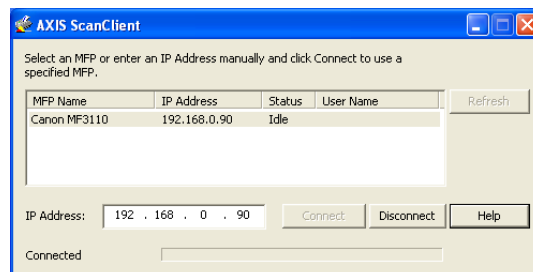 AXIS ScanClient
Select an MFP or enter an IP Address manually and click Connect to use a
specified MFP.
MFP Name IP Address Status User Name Refresh
Canon MF3110 192.168.0.90 Idle
IP Address: 192 . 168 . 0 . 90 Connect Disconnect Help
Connected